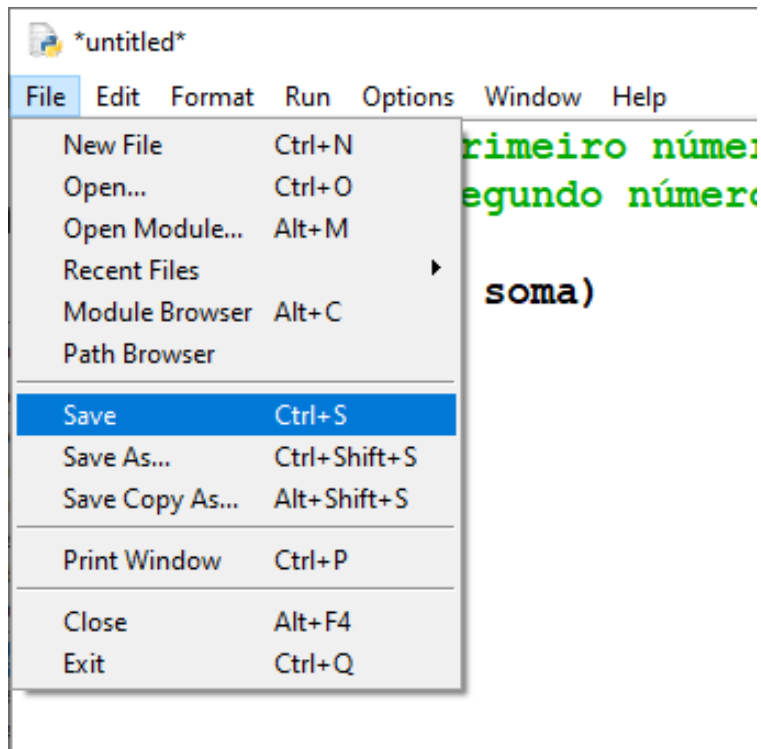 *untitled*
File Edit Format Run Options Window Help
New File Ctrl+N
Open... Ctrl+O
Open Module... Alt+M
Recent Files
Module Browser Alt+C
Path Browser
Save Ctrl+S
Save As... Ctrl+Shift+S
Save Copy As... Alt+Shift+S
Print Window Ctrl+P
Close Alt+F4
Exit Ctrl+Q
rimeiro númer
egundo número
soma)